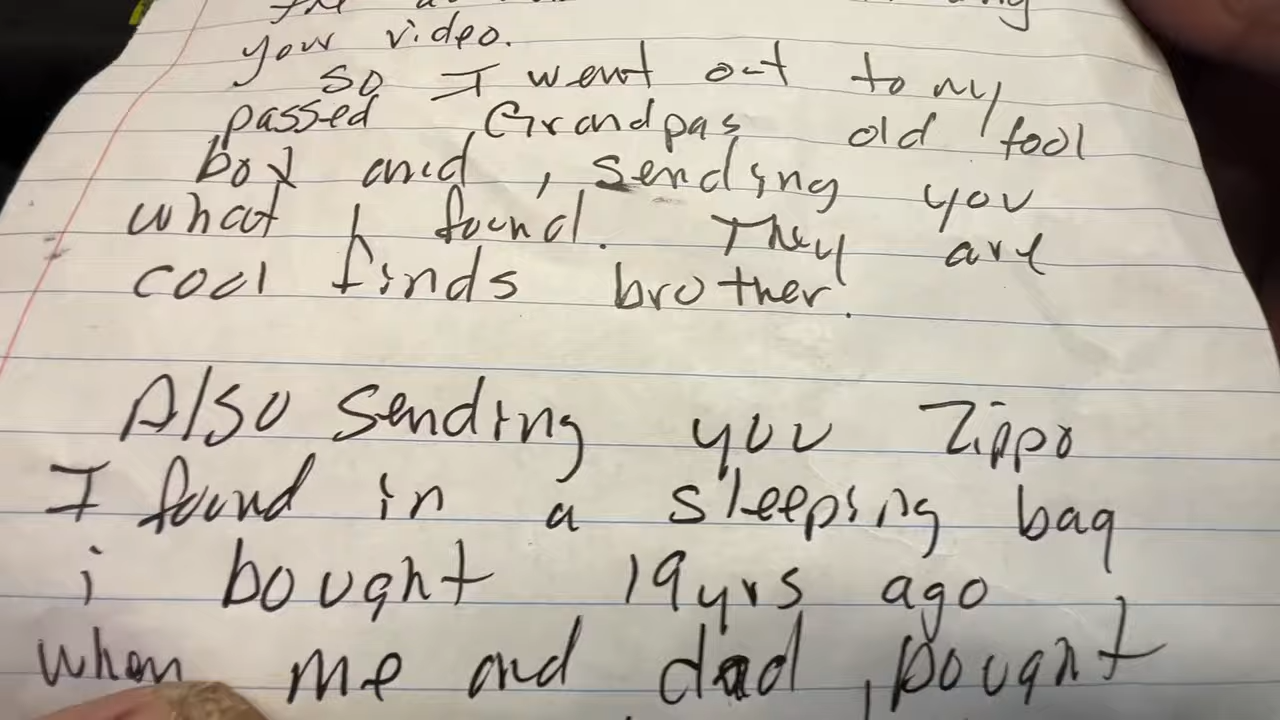 your video.
so I went out to my
passed Grandpas old tool
box and, sending you
what I found. They are
cool finds brother.
Also sending you Zippo
I found in a sleeping bag
i bought 19yrs ago
when me and dad, bought